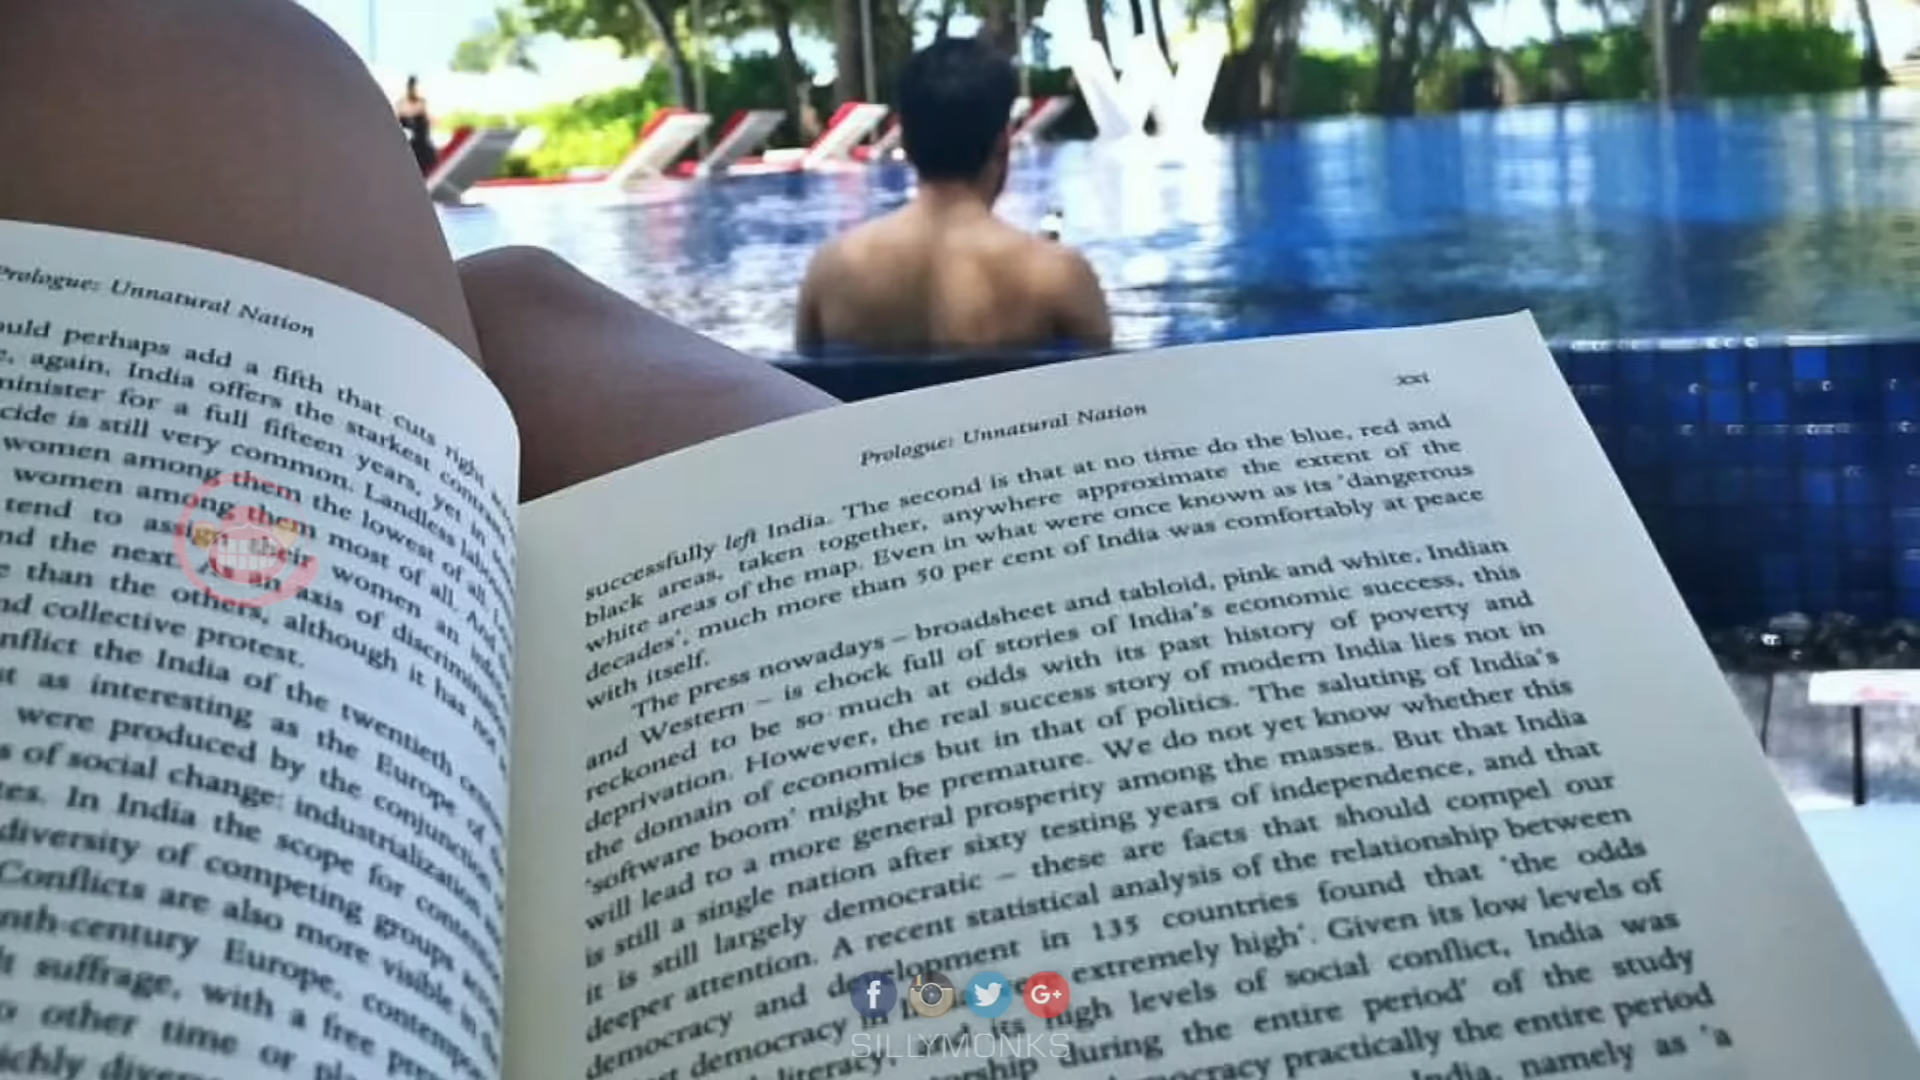 Prologue: Unnatural Nation
ould perhaps add a fifth that cuts right
again, India offers the starkest
minister for a full fifteen years, yet in
cide is still very common. Landless
women among them the lowest of all.
women among them most of all. And
tend to assign their women an
nd the next. As an axis of
than the others, although it has not
nd collective protest.
nflict the India of the twentieth
as interesting as the Europe of
were produced by the conjunction
s of social change: industrialization
In India the scope for
diversity of competing groups
Conflicts are also more visible in
Europe,
suffrage, with a free
other time or
W
Prologue: Unnatural Nation
xxi
successfully left India. The second is that at no time do the blue, red and
black areas, taken together, anywhere approximate the extent of the
white areas of the map. Even in what were once known as its 'dangerous
decades', much more than 50 per cent of India was comfortably at peace
with itself.
The press nowadays – broadsheet and tabloid, pink and white, Indian
and Western – is chock full of stories of India's economic success, this
reckoned to be so much at odds with its past history of poverty and
deprivation. However, the real success story of modern India lies not in
the domain of economics but in that of politics. The saluting of India's
'software boom' might be premature. We do not yet know whether this
will lead to a more general prosperity among the masses. But that India
is still a single nation after sixty testing years of independence, and that
it is still largely democratic – these are facts that should compel our
deeper attention. A recent statistical analysis of the relationship between
democracy and development in 135 countries found that 'the odds
democracy in extremely high'. Given its low levels of
literacy, and its high levels of social conflict, India was
during the entire period' of the study
practically the entire period
India, namely as 'a
f
G+
SILLYMONKS